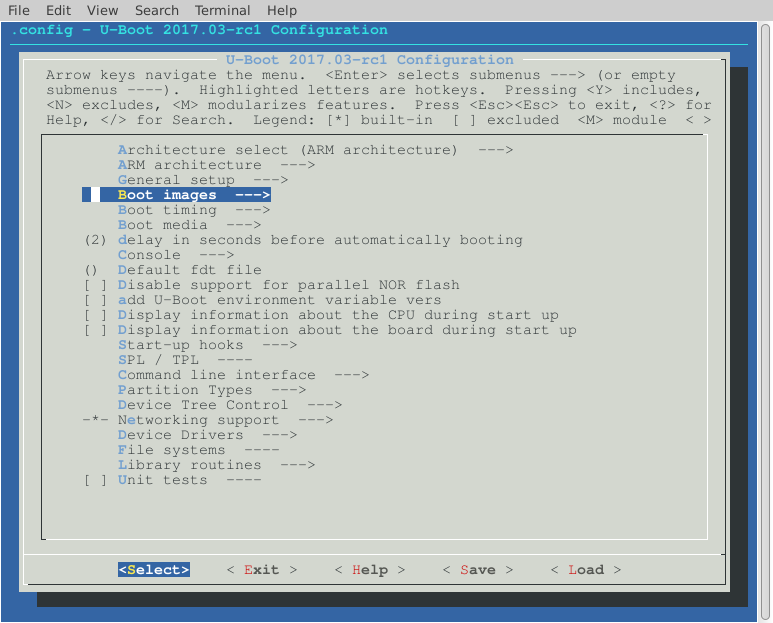 File Edit View Search Terminal Help
.config - U-Boot 2017.03-rc1 Configuration
U-Boot 2017.03-rc1 Configuration
Arrow keys navigate the menu.  <Enter> selects submenus ---> (or empty
submenus ----).  Highlighted letters are hotkeys.  Pressing <Y> includes,
<N> excludes, <M> modularizes features.  Press <Esc><Esc> to exit, <?> for
Help, </> for Search.  Legend: [*] built-in  [ ] excluded  <M> module  < >
Architecture select (ARM architecture)  --->
ARM architecture  --->
General setup  --->
Boot images  --->
Boot timing  --->
Boot media  --->
(2) delay in seconds before automatically booting
Console  --->
()  Default fdt file
[ ] Disable support for parallel NOR flash
[ ] add U-Boot environment variable vers
[ ] Display information about the CPU during start up
[ ] Display information about the board during start up
Start-up hooks  --->
SPL / TPL  ----
Command line interface  --->
Partition Types  --->
Device Tree Control  --->
-*- Networking support  --->
Device Drivers  --->
File systems  ----
Library routines  --->
[ ] Unit tests  ----
<Select>    < Exit >    < Help >    < Save >    < Load >